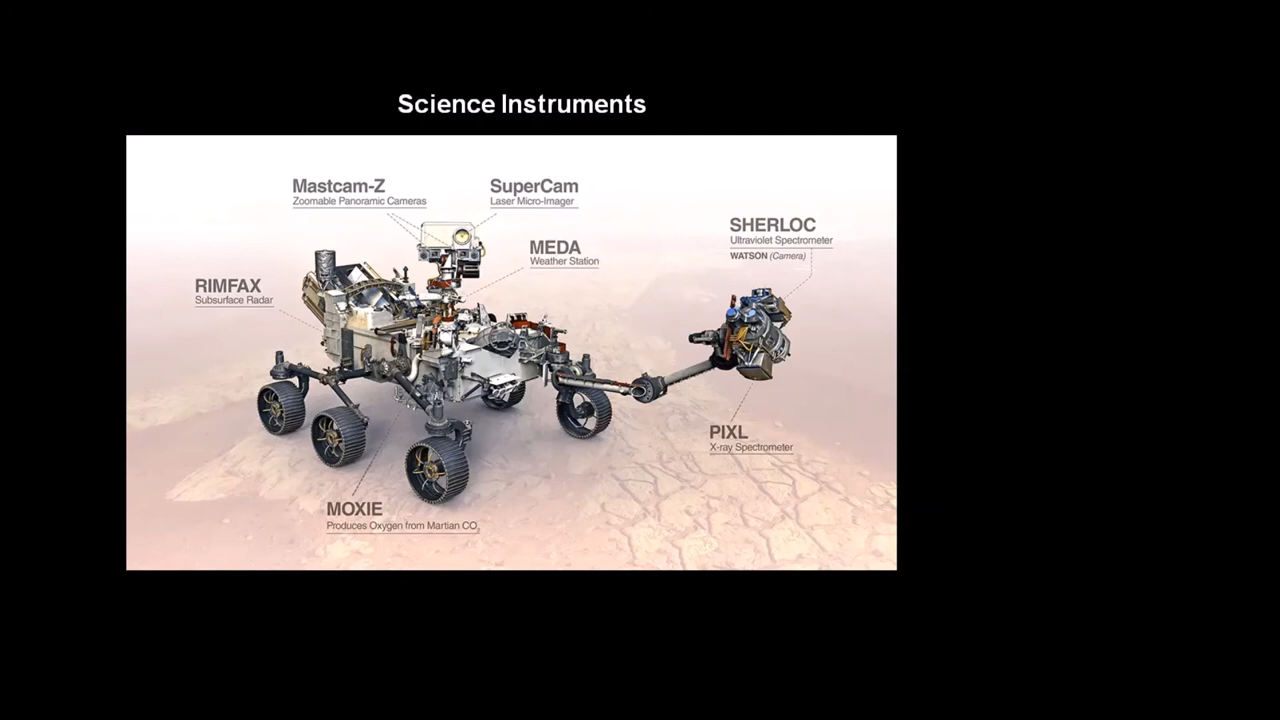 Science Instruments
Mastcam-Z
Zoomable Panoramic Cameras
SuperCam
Laser Micro-Imager
SHERLOC
Ultraviolet Spectrometer
WATSON (Camera)
MEDA
Weather Station
RIMFAX
Subsurface Radar
PIXL
X-ray Spectrometer
MOXIE
Produces Oxygen from Martian CO₂